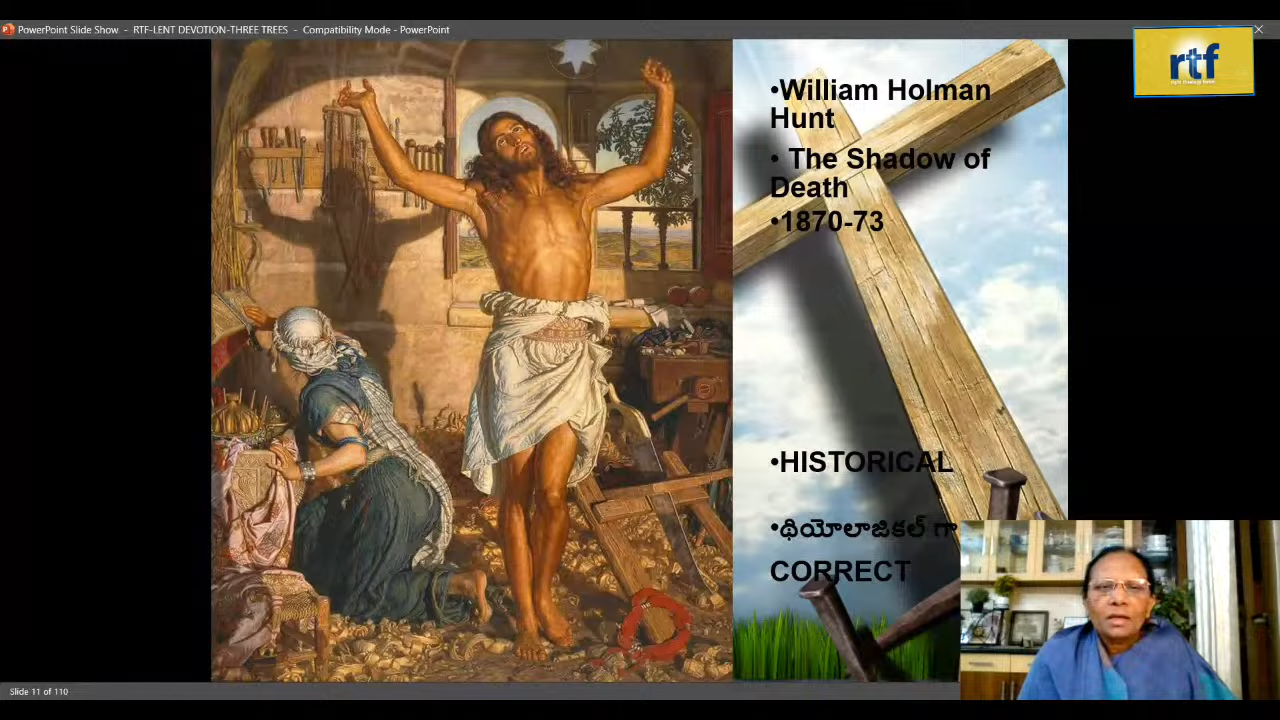 PowerPoint Slide Show - RTF-LENT DEVOTION-THREE TREES - Compatibility Mode - PowerPoint
rtf
•William Holman
Hunt
• The Shadow of
Death
•1870-73
•HISTORICAL
•థియోలాజికల్ గా
CORRECT
Slide 11 of 110